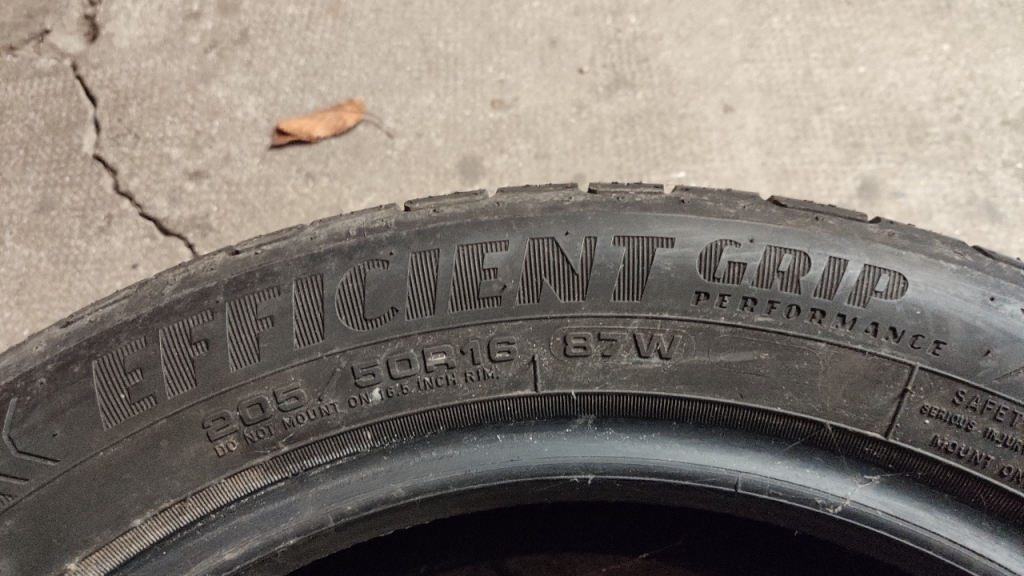 EFFICIENT GRIP
PERFORMANCE
205/50R16 87W
DO NOT MOUNT ON 16.5 INCH RIM.
SAFETY
SERIOUS INJURY
MOUNT ON